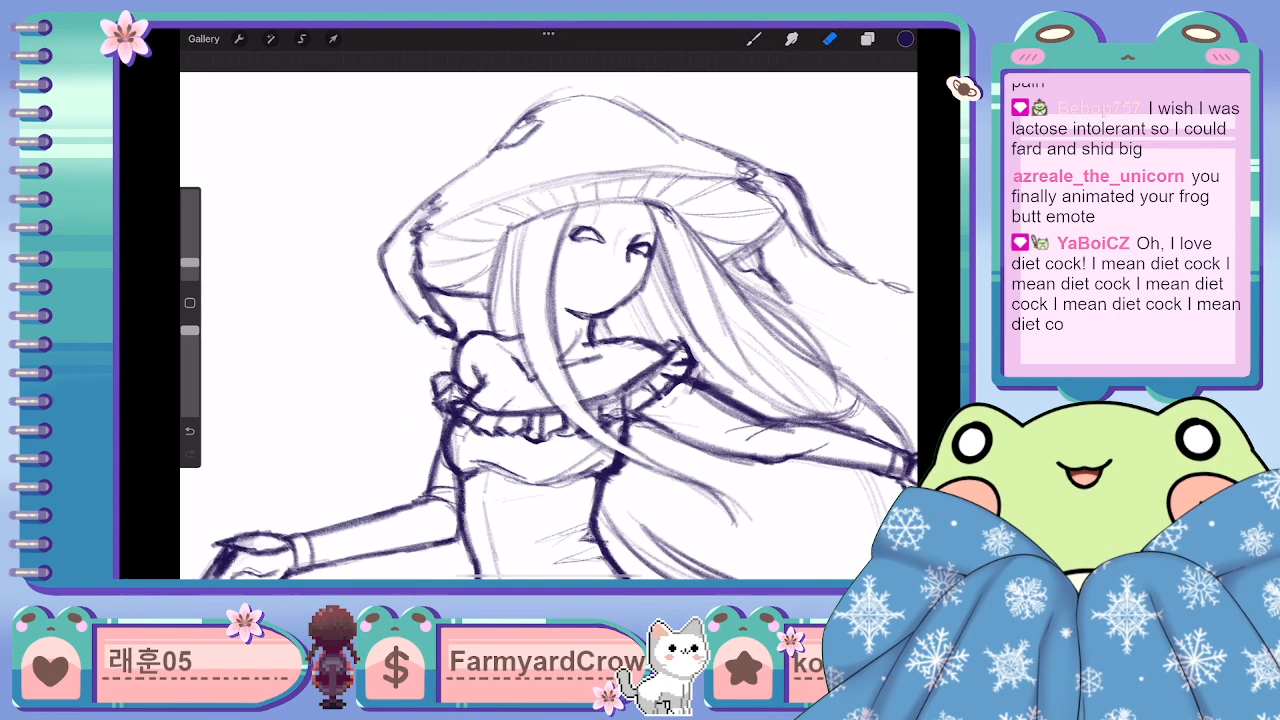 Gallery
pain
Bebop757 I wish I was
lactose intolerant so I could
fard and shid big
azreale_the_unicorn you
finally animated your frog
butt emote
YaBoiCZ Oh, I love
diet cock! I mean diet cock I
mean diet cock I mean diet
cock I mean diet cock I mean
diet co
래훈05
$
FarmyardCrow
ko